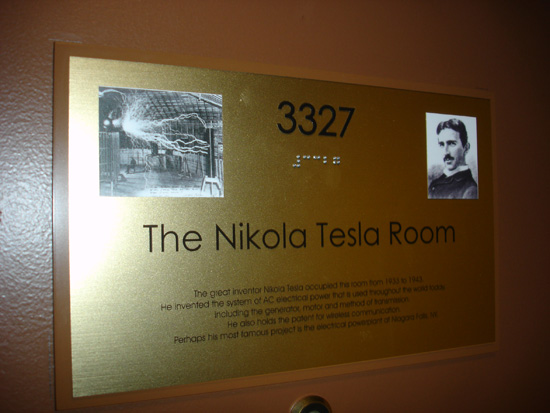 3327
The Nikola Tesla Room
The great inventor Nikola Tesla occupied the room from 1933 to 1943.
He invented the system of AC electrical power that is used throughout the world today,
including the generator, motor and method of transmission.
He also holds the patent for wireless communication.
Perhaps his most famous project is the electrical powerplant at Niagara Falls, NY.